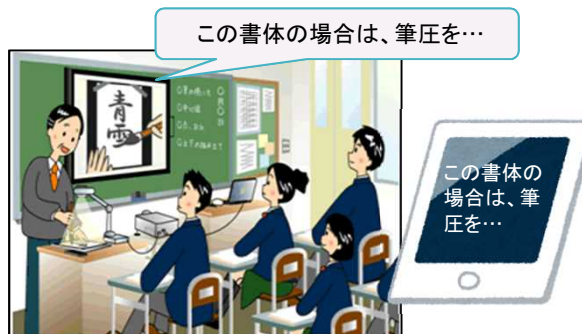 この書体の場合は、筆圧を…
青
雪
この書体の
場合は、筆
圧を…